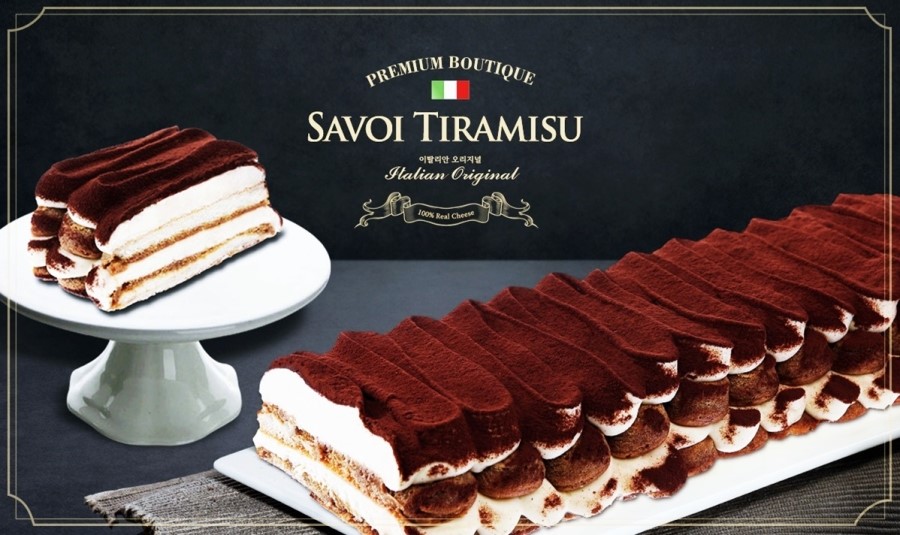 PREMIUM BOUTIQUE
SAVOI TIRAMISU
이탈리안 오리지널
Italian Original
100% Real Cheese